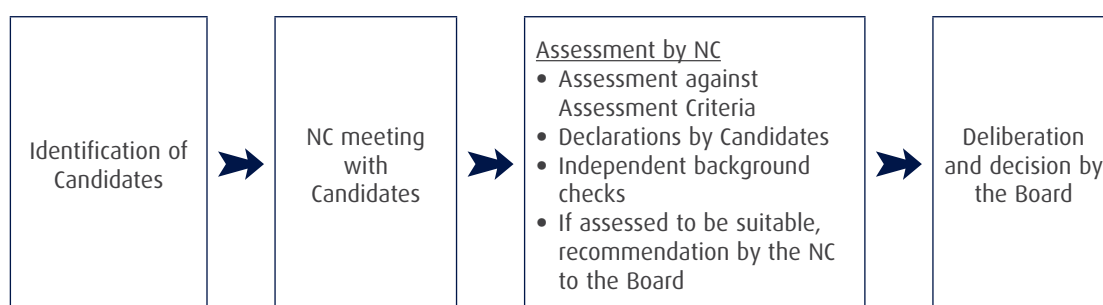 Identification of
Candidates
NC meeting
with
Candidates
Assessment by NC
• Assessment against
Assessment Criteria
• Declarations by Candidates
• Independent background
checks
• If assessed to be suitable,
recommendation by the NC
to the Board
Deliberation
and decision by
the Board